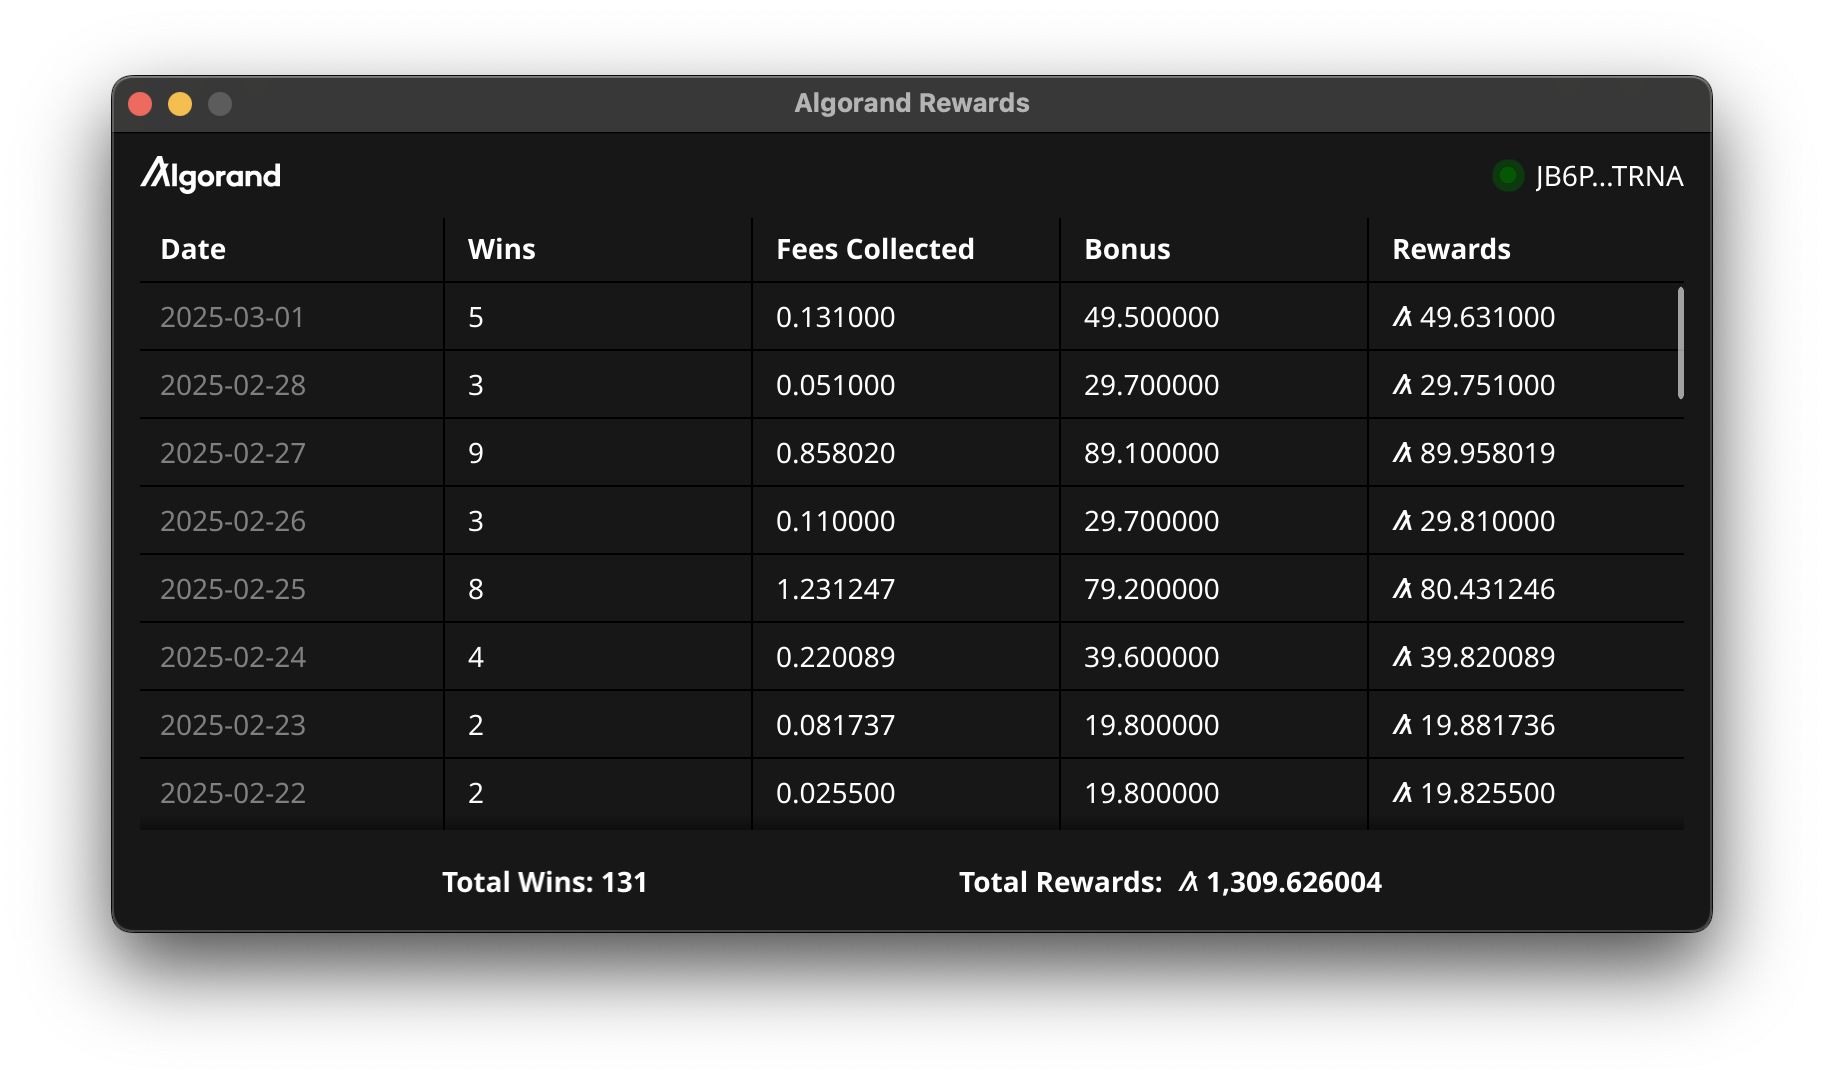 Algorand Rewards
Algorand JB6P...TRNA
Date Wins Fees Collected Bonus Rewards
2025-03-01 5 0.131000 49.500000 49.631000
2025-02-28 3 0.051000 29.700000 29.751000
2025-02-27 9 0.858020 89.100000 89.958019
2025-02-26 3 0.110000 29.700000 29.810000
2025-02-25 8 1.231247 79.200000 80.431246
2025-02-24 4 0.220089 39.600000 39.820089
2025-02-23 2 0.081737 19.800000 19.881736
2025-02-22 2 0.025500 19.800000 19.825500
Total Wins: 131 Total Rewards: 1,309.626004